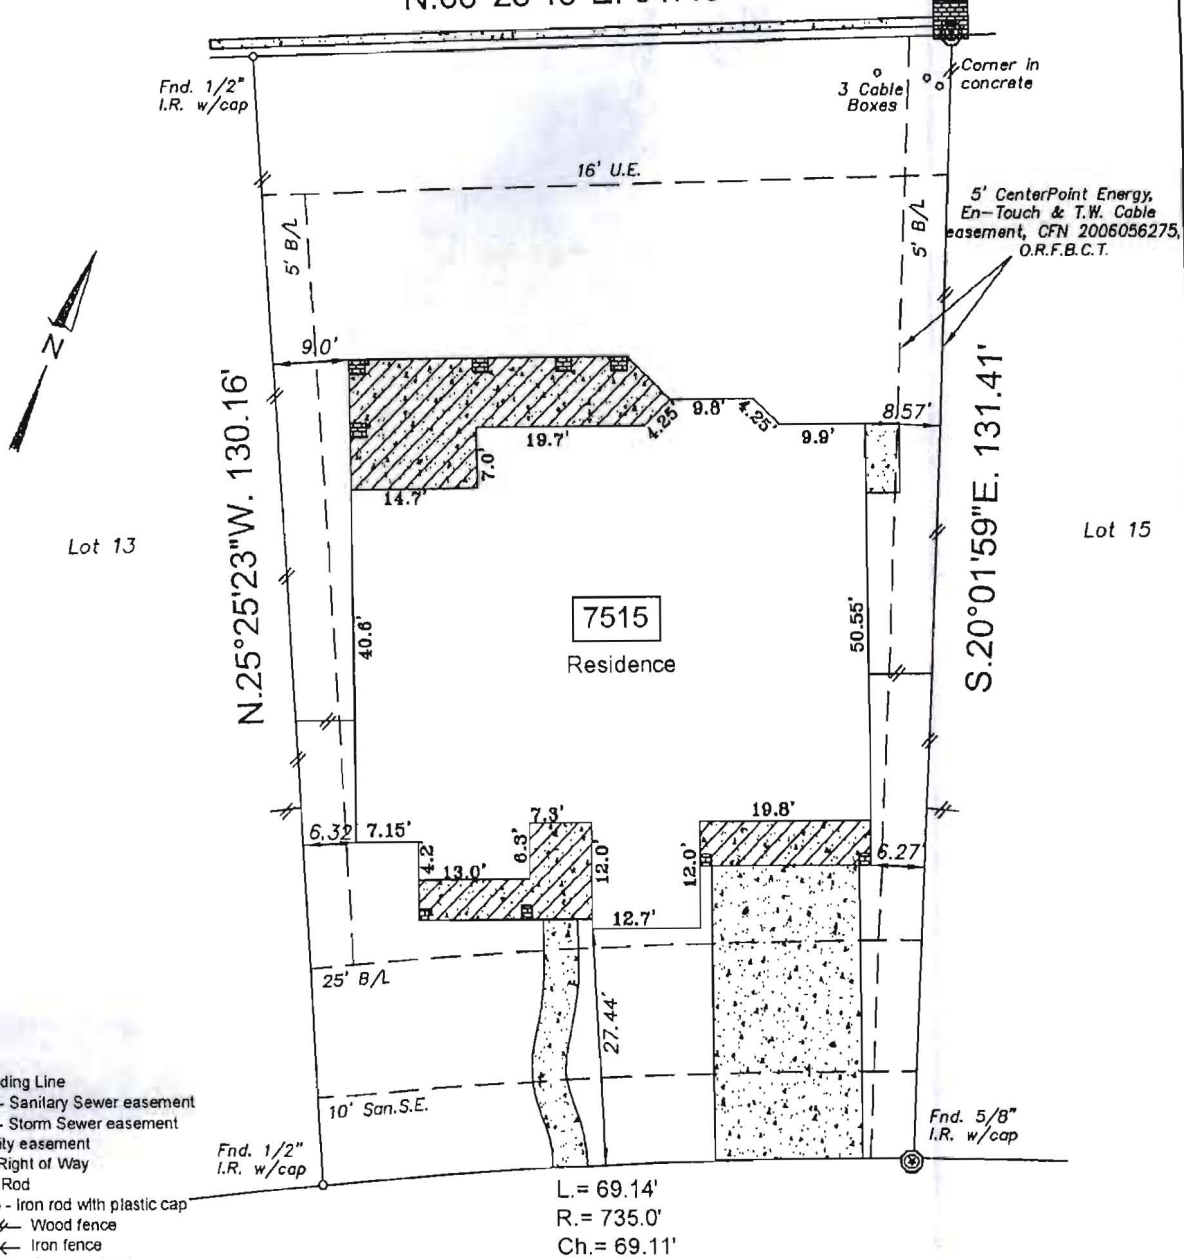 Fnd. 1/2"
I.R. w/cap
3 Cable
Boxes
Corner in
concrete
16' U.E.
5' B/L
5' B/L
5' CenterPoint Energy,
En-Touch & T.W. Cable
easement, CFN 2006056275,
O.R.F.B.C.T.
N
9.0'
9.8'
4.25'
4.25'
8.57'
19.7'
9.9'
7.0'
14.7'
N.25°25'23"W. 130.16'
S.20°01'59"E. 131.41'
Lot 13
Lot 15
7515
Residence
40.6'
50.55'
7.3'
19.8'
6.32
7.15'
4.2'
6.3'
12.0'
12.0'
6.27'
13.0'
12.7'
25' B/L
27.44'
10' San.S.E.
ding Line
- Sanitary Sewer easement
- Storm Sewer easement
ity easement
Right of Way
Rod
- Iron rod with plastic cap
Wood fence
Iron fence
Fnd. 1/2"
I.R. w/cap
Fnd. 5/8"
I.R. w/cap
L.= 69.14'
R.= 735.0'
Ch.= 69.11'